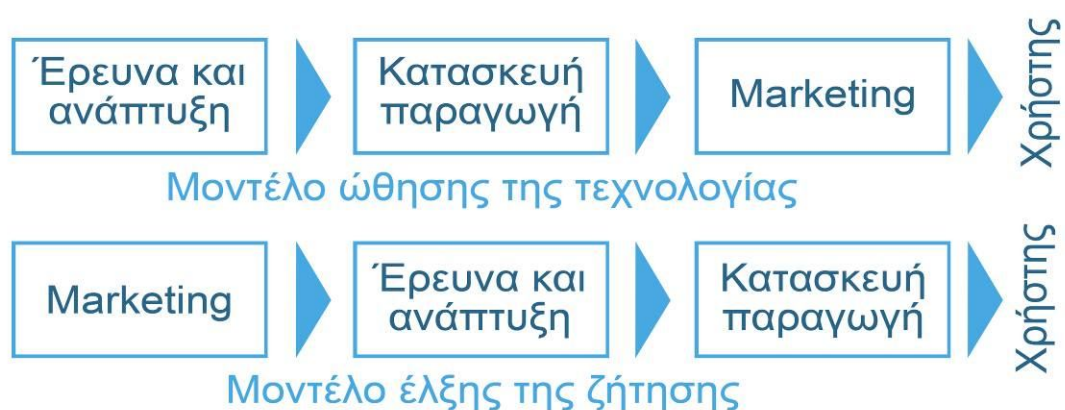 Έρευνα και
ανάπτυξη
Κατασκευή
παραγωγή
Marketing
Χρήστης
Μοντέλο ώθησης της τεχνολογίας
Marketing
Έρευνα και
ανάπτυξη
Κατασκευή
παραγωγή
Χρήστης
Μοντέλο έλξης της ζήτησης